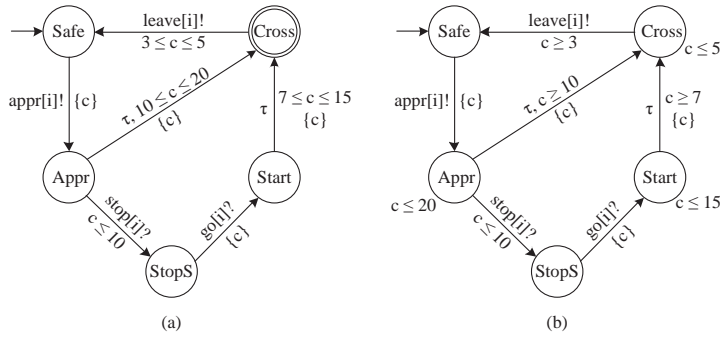 leave[i]!
Safe
Cross
3 ≤ c ≤ 5
appr[i]!
{c}
τ, 10 ≤ c ≤ 20
{c}
τ
7 ≤ c ≤ 15
{c}
Appr
Start
stop[i]?
c ≤ 10
go[i]?
{c}
StopS
(a)
leave[i]!
Safe
Cross
c ≥ 3
c ≤ 5
appr[i]!
{c}
τ, c ≥ 10
{c}
τ
c ≥ 7
{c}
Appr
Start
c ≤ 20
c ≤ 15
stop[i]?
c ≤ 10
go[i]?
{c}
StopS
(b)